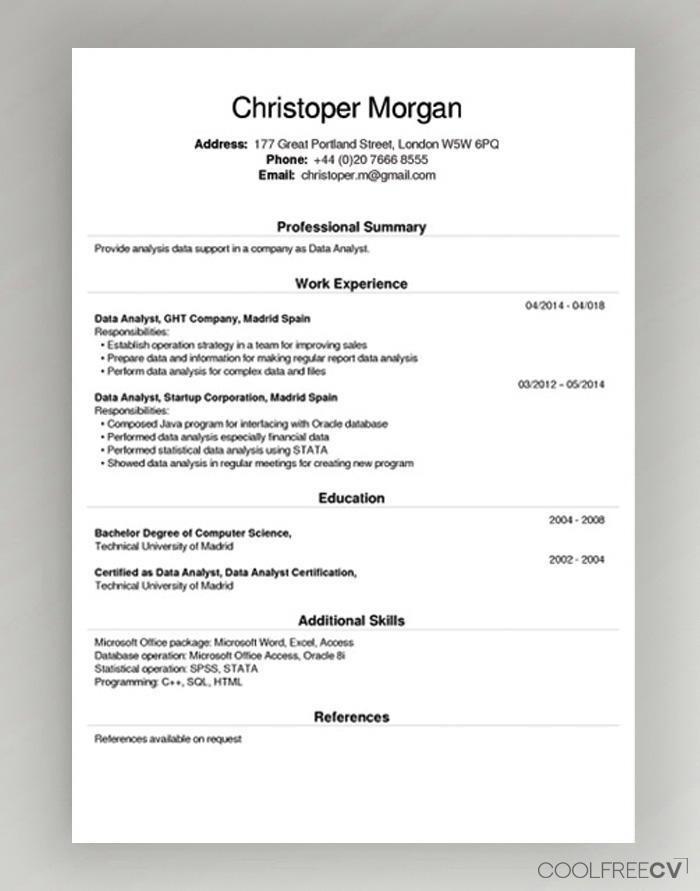 Christoper Morgan
Address: 177 Great Portland Street, London W5W 6PQ
Phone: +44 (0)20 7666 8555
Email: christoper.m@gmail.com
Professional Summary
Provide analysis data support in a company as Data Analyst.
Work Experience
04/2014 - 04/018
Data Analyst, GHT Company, Madrid Spain
Responsibilities:
• Establish operation strategy in a team for improving sales
• Prepare data and information for making regular report data analysis
• Perform data analysis for complex data and files
03/2012 – 05/2014
Data Analyst, Startup Corporation, Madrid Spain
Responsibilities:
• Composed Java program for interfacing with Oracle database
• Performed data analysis especially financial data
• Performed statistical data analysis using STATA
• Showed data analysis in regular meetings for creating new program
Education
2004 - 2008
Bachelor Degree of Computer Science,
Technical University of Madrid
2002 - 2004
Certified as Data Analyst, Data Analyst Certification,
Technical University of Madrid
Additional Skills
Microsoft Office package: Microsoft Word, Excel, Access
Database operation: Microsoft Office Access, Oracle 8i
Statistical operation: SPSS, STATA
Programming: C++, SQL, HTML
References
References available on request
COOLFREECV